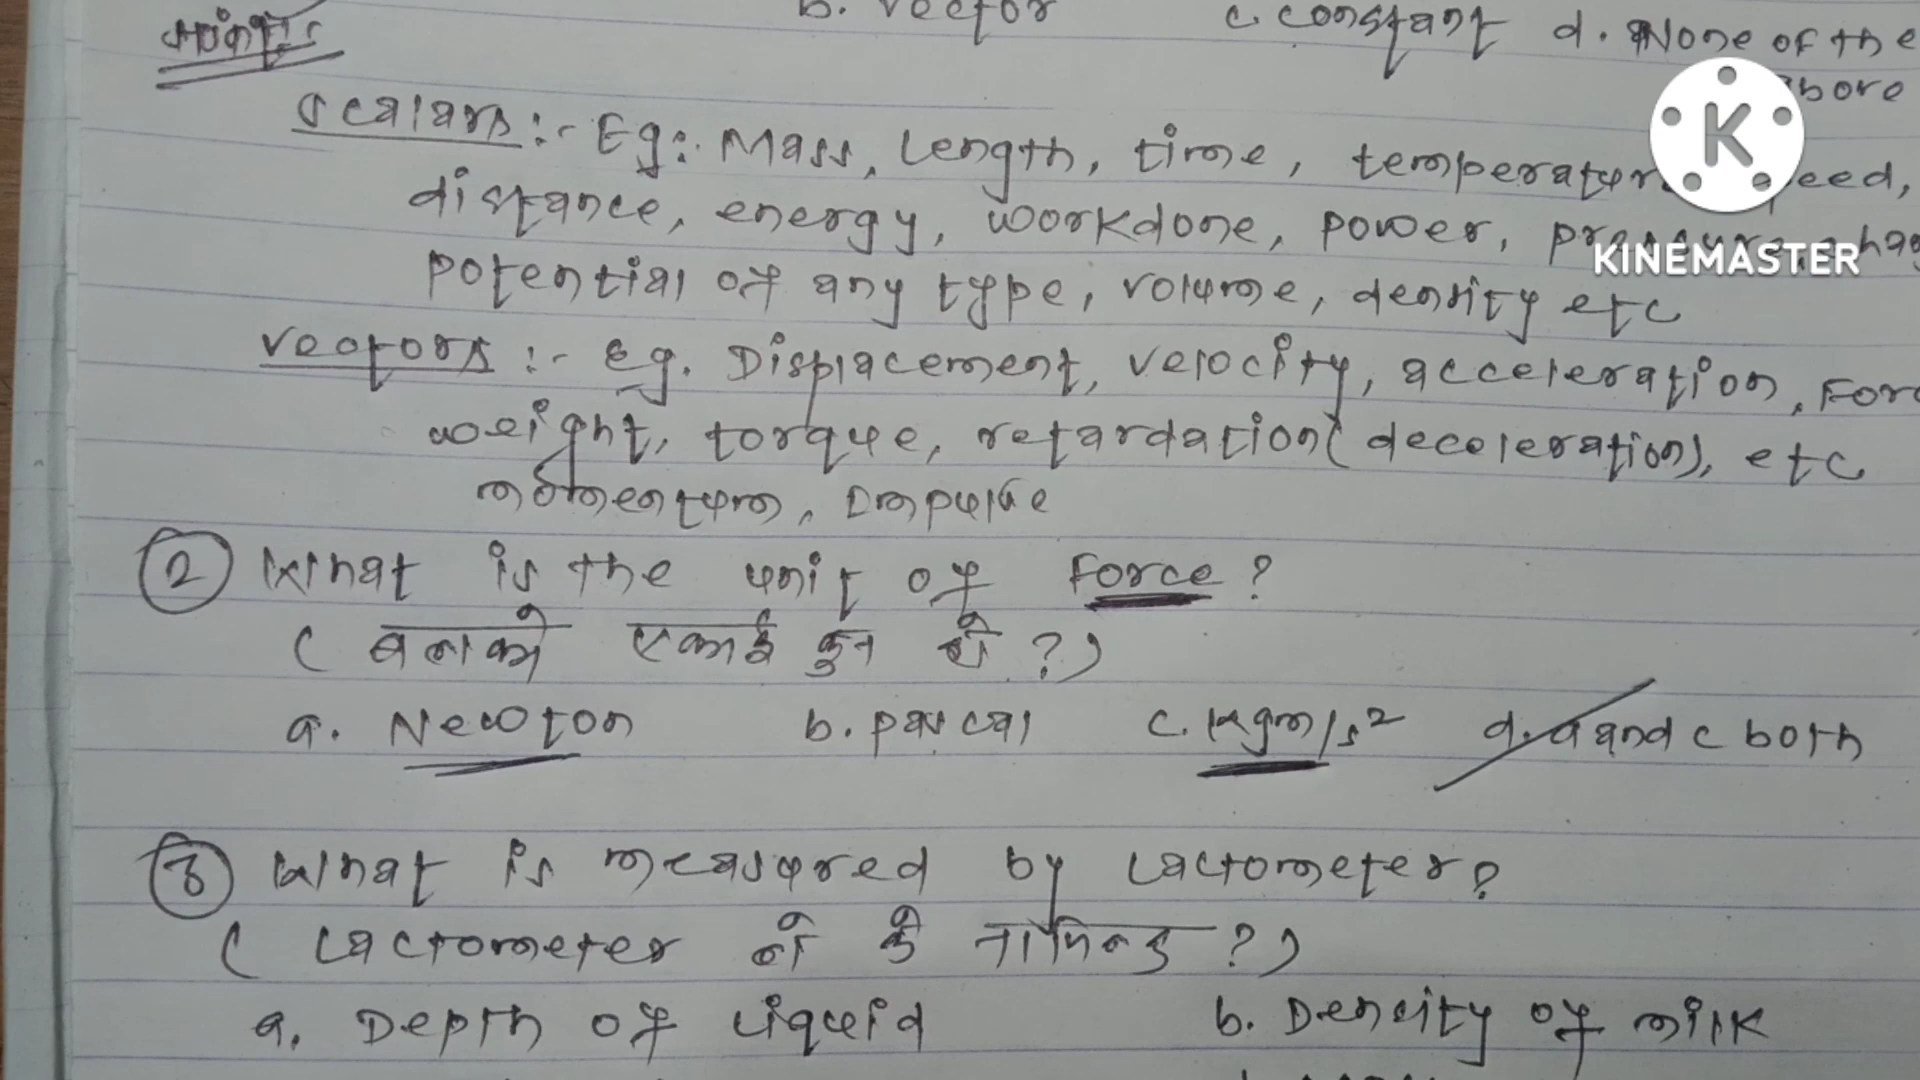 b. vector c. constant d. None of the
above
Scalars :- Eg:. Mass, Length, time, temperature, speed,
distance, energy, workdone, power, pressure,
potential of any type, volume, density etc
vectors :- Eg. Displacement, velocity, acceleration, Forc
weight, torque, retardation (deceleration), etc
momentum, Impulse
KINEMASTER
② What is the unit of force ?
( बलको एकाई कुन हो ?)
a. Newton b. pascal c. Kgm/s² d. a and c both
③ What is measured by Lactometer?
( Lactometer ले के नापिन्छ ?)
a. Depth of liquid b. Density of milk